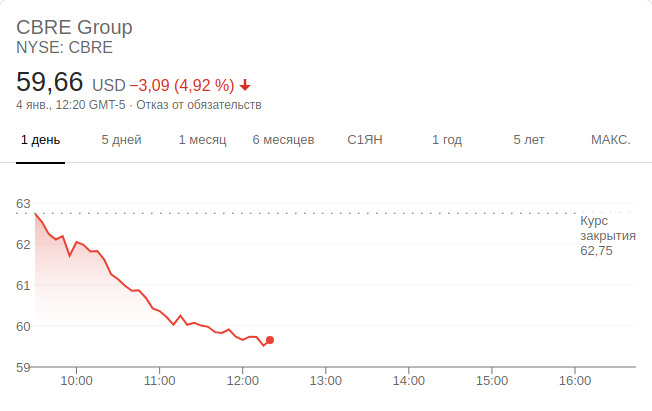 CBRE Group
NYSE: CBRE
59,66 USD −3,09 (4,92 %)
4 янв., 12:20 GMT-5 · Отказ от обязательств
1 день 5 дней 1 месяц 6 месяцев С1ЯН 1 год 5 лет МАКС.
63
Курс
закрытия
62,75
62
61
60
59
10:00 11:00 12:00 13:00 14:00 15:00 16:00